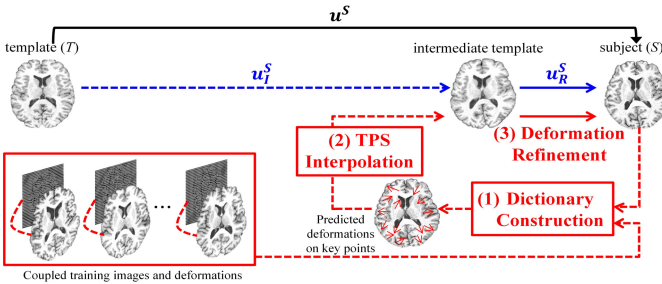 u^S
template (T)
intermediate template
subject (S)
u_I^S
u_R^S
(2) TPS
Interpolation
(3) Deformation
Refinement
(1) Dictionary
Construction
...
Predicted
deformations
on key points
Coupled training images and deformations